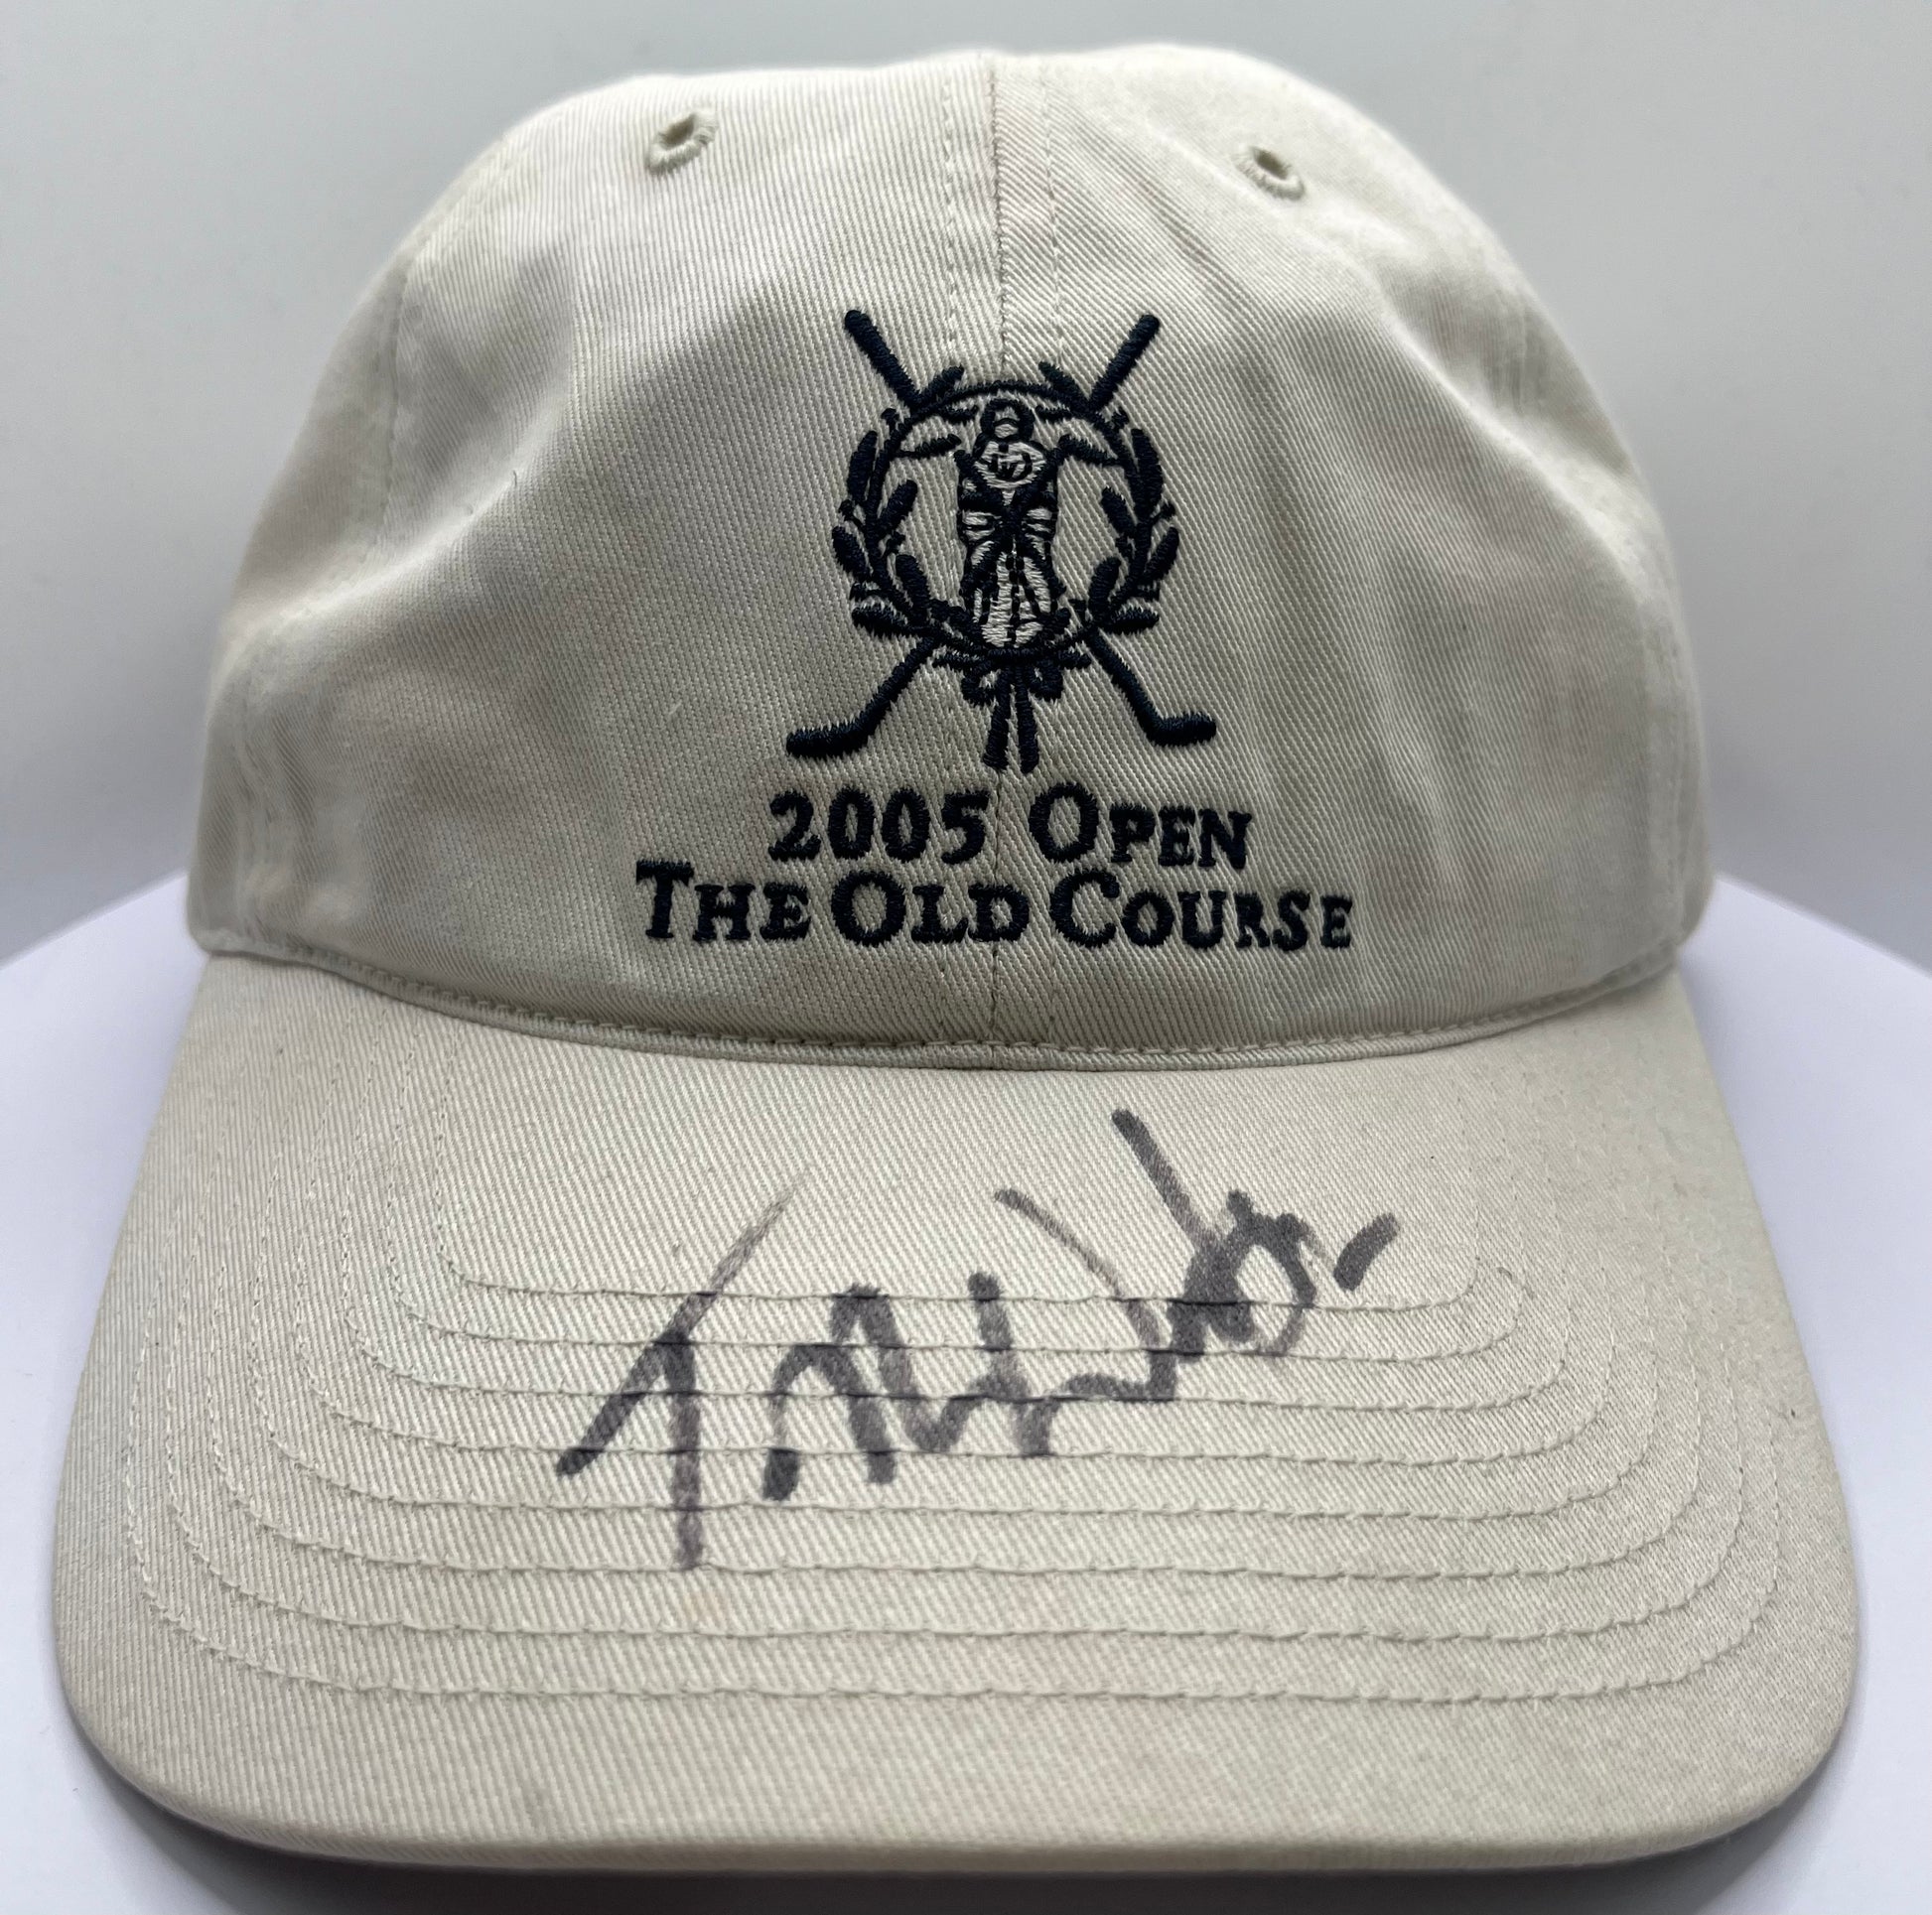 2005 OPEN
THE OLD COURSE